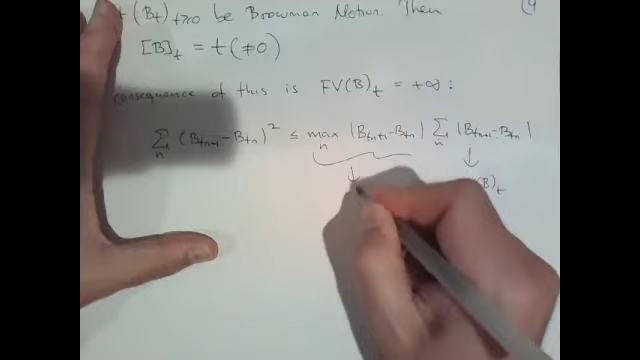 (B_t)_{t≥0} be Brownian Motion. Then
[B]_t = t (≠0)
consequence of this is FV(B)_t = +∞ :
∑_n (B_{t_{n+1}} - B_{t_n})² ≤ max_n |B_{t_{n+1}} - B_{t_n}| ∑_n |B_{t_{n+1}} - B_{t_n}|
↓ ↓
(B)_t